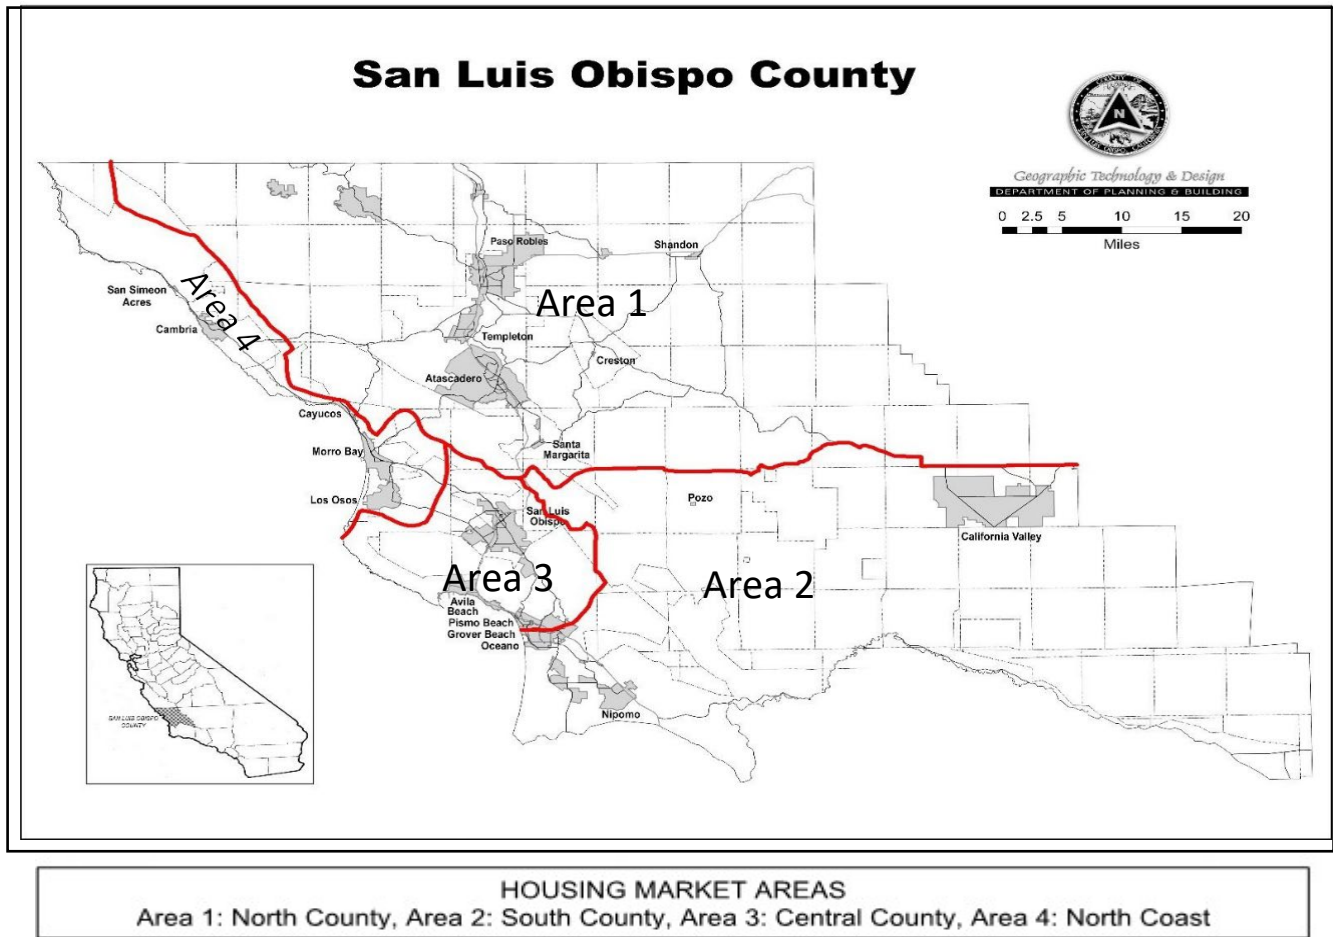 San Luis Obispo County
N
Geographic Technology & Design
DEPARTMENT OF PLANNING & BUILDING
0 2.5 5 10 15 20
Miles
Paso Robles
Shandon
San Simeon
Acres
Area 4
Area 1
Cambria
Templeton
Creston
Atascadero
Cayucos
Santa
Margarita
Morro Bay
Los Osos
Pozo
San Luis
Obispo
California Valley
Area 3
Area 2
Avila
Beach
Pismo Beach
Grover Beach
Oceano
Nipomo
SAN LUIS OBISPO
COUNTY
HOUSING MARKET AREAS
Area 1: North County, Area 2: South County, Area 3: Central County, Area 4: North Coast